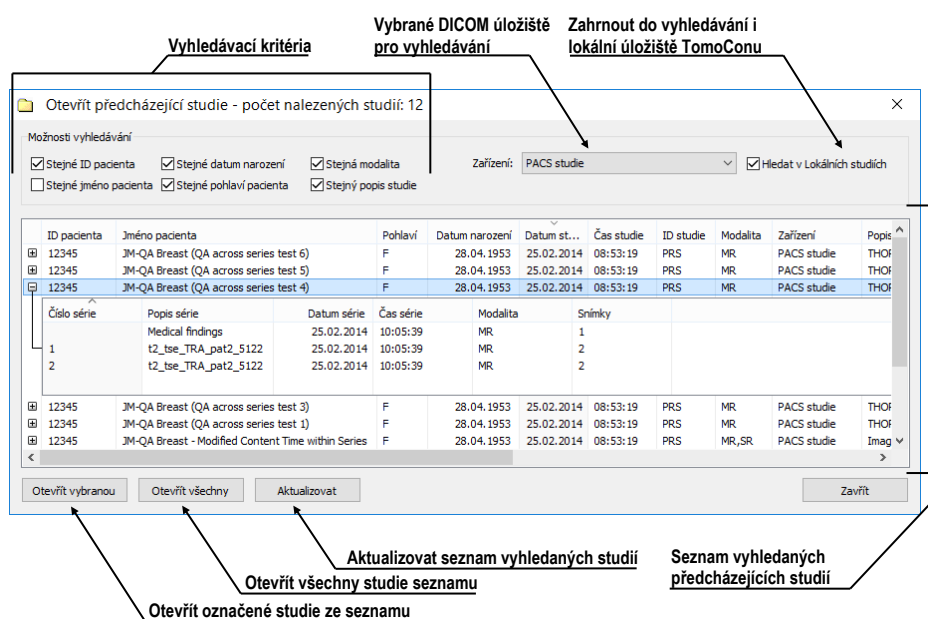 Vybrané DICOM úložiště
pro vyhledávání
Zahrnout do vyhledávání i
lokální úložiště TomoConu
Vyhledávací kritéria
Otevřít předcházející studie - počet nalezených studií: 12
Možnosti vyhledávání
Stejné ID pacienta Stejné datum narození Stejná modalita Zařízení: PACS studie Hledat v Lokálních studiích
Stejné jméno pacienta Stejné pohlaví pacienta Stejný popis studie
ID pacienta Jméno pacienta Pohlaví Datum narození Datum st... Čas studie ID studie Modalita Zařízení Popis
12345 JM-QA Breast (QA across series test 6) F 28.04.1953 25.02.2014 08:53:19 PRS MR PACS studie THOF
12345 JM-QA Breast (QA across series test 5) F 28.04.1953 25.02.2014 08:53:19 PRS MR PACS studie THOF
12345 JM-QA Breast (QA across series test 4) F 28.04.1953 25.02.2014 08:53:19 PRS MR PACS studie THOF
Číslo série Popis série Datum série Čas série Modalita Snímky
Medical findings 25.02.2014 10:05:39 MR 1
1 t2_tse_TRA_pat2_5122 25.02.2014 10:05:39 MR 2
2 t2_tse_TRA_pat2_5122 25.02.2014 10:05:39 MR 2
12345 JM-QA Breast (QA across series test 3) F 28.04.1953 25.02.2014 08:53:19 PRS MR PACS studie THOF
12345 JM-QA Breast (QA across series test 1) F 28.04.1953 25.02.2014 08:53:19 PRS MR PACS studie THOF
12345 JM-QA Breast - Modified Content Time within Series F 28.04.1953 25.02.2014 08:53:19 PRS MR,SR PACS studie Imag
Otevřít vybranou Otevřít všechny Aktualizovat Zavřít
Aktualizovat seznam vyhledaných studií
Seznam vyhledaných
předcházejících studií
Otevřít všechny studie seznamu
Otevřít označené studie ze seznamu